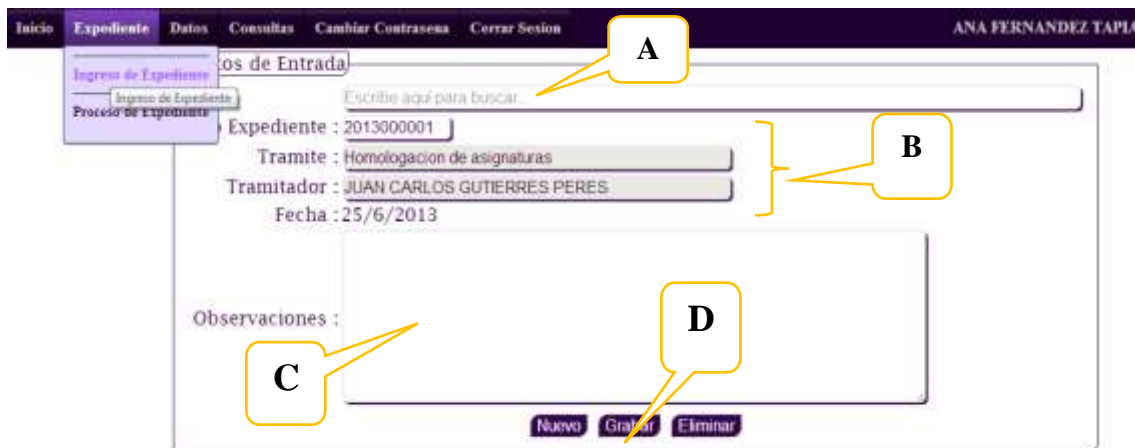 Inicio Expediente Datos Consultas Cambiar Contrasena Cerrar Sesion ANA FERNANDEZ TAPIA
A
Ingreso de Expediente
os de Entrada
Escribe aquí para buscar...
Ingreso de Expediente
Proceso de Expediente
Expediente : 2013000001
B
Tramite : Homologacion de asignaturas
Tramitador : JUAN CARLOS GUTIERRES PERES
Fecha : 25/6/2013
Observaciones :
D
C
Nuevo Grabar Eliminar